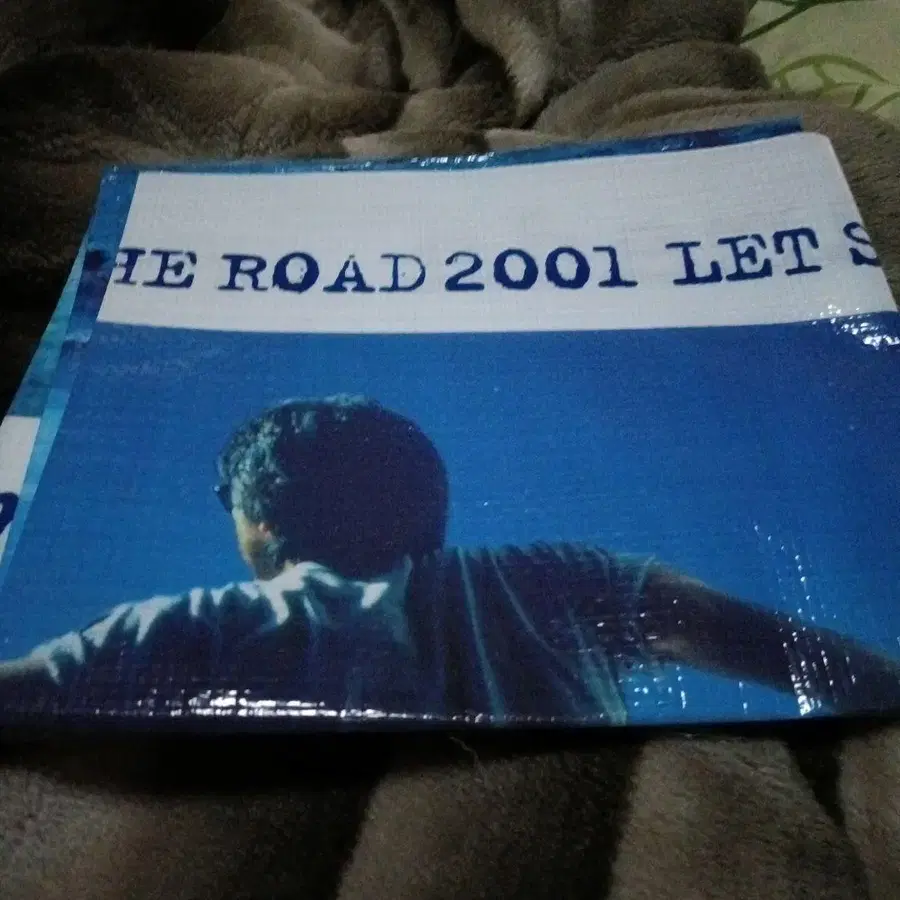 HE ROAD 2001 LET S